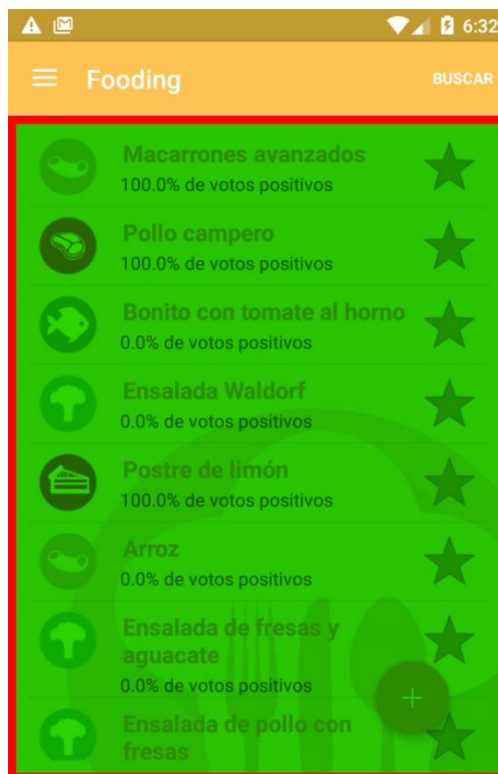 6:32
Fooding
BUSCAR
Macarrones avanzados
100.0% de votos positivos
Pollo campero
100.0% de votos positivos
Bonito con tomate al horno
0.0% de votos positivos
Ensalada Waldorf
0.0% de votos positivos
Postre de limón
100.0% de votos positivos
Arroz
0.0% de votos positivos
Ensalada de fresas y
aguacate
0.0% de votos positivos
Ensalada de pollo con
fresas